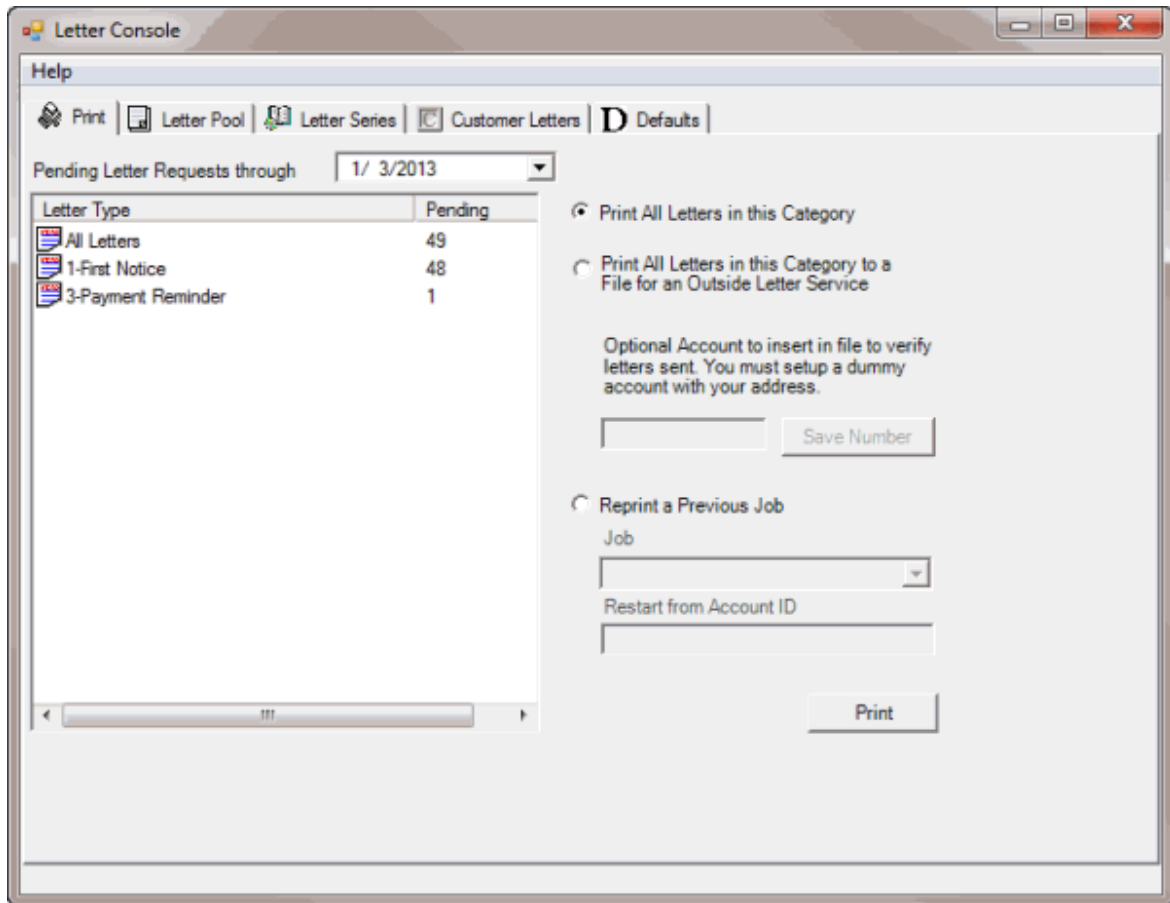 Letter Console
Help
Print Letter Pool Letter Series C Customer Letters D Defaults
Pending Letter Requests through 1/ 3/2013
Letter Type Pending
All Letters 49
1-First Notice 48
3-Payment Reminder 1
Print All Letters in this Category
Print All Letters in this Category to a
File for an Outside Letter Service
Optional Account to insert in file to verify
letters sent. You must setup a dummy
account with your address.
Save Number
Reprint a Previous Job
Job
Restart from Account ID
Print